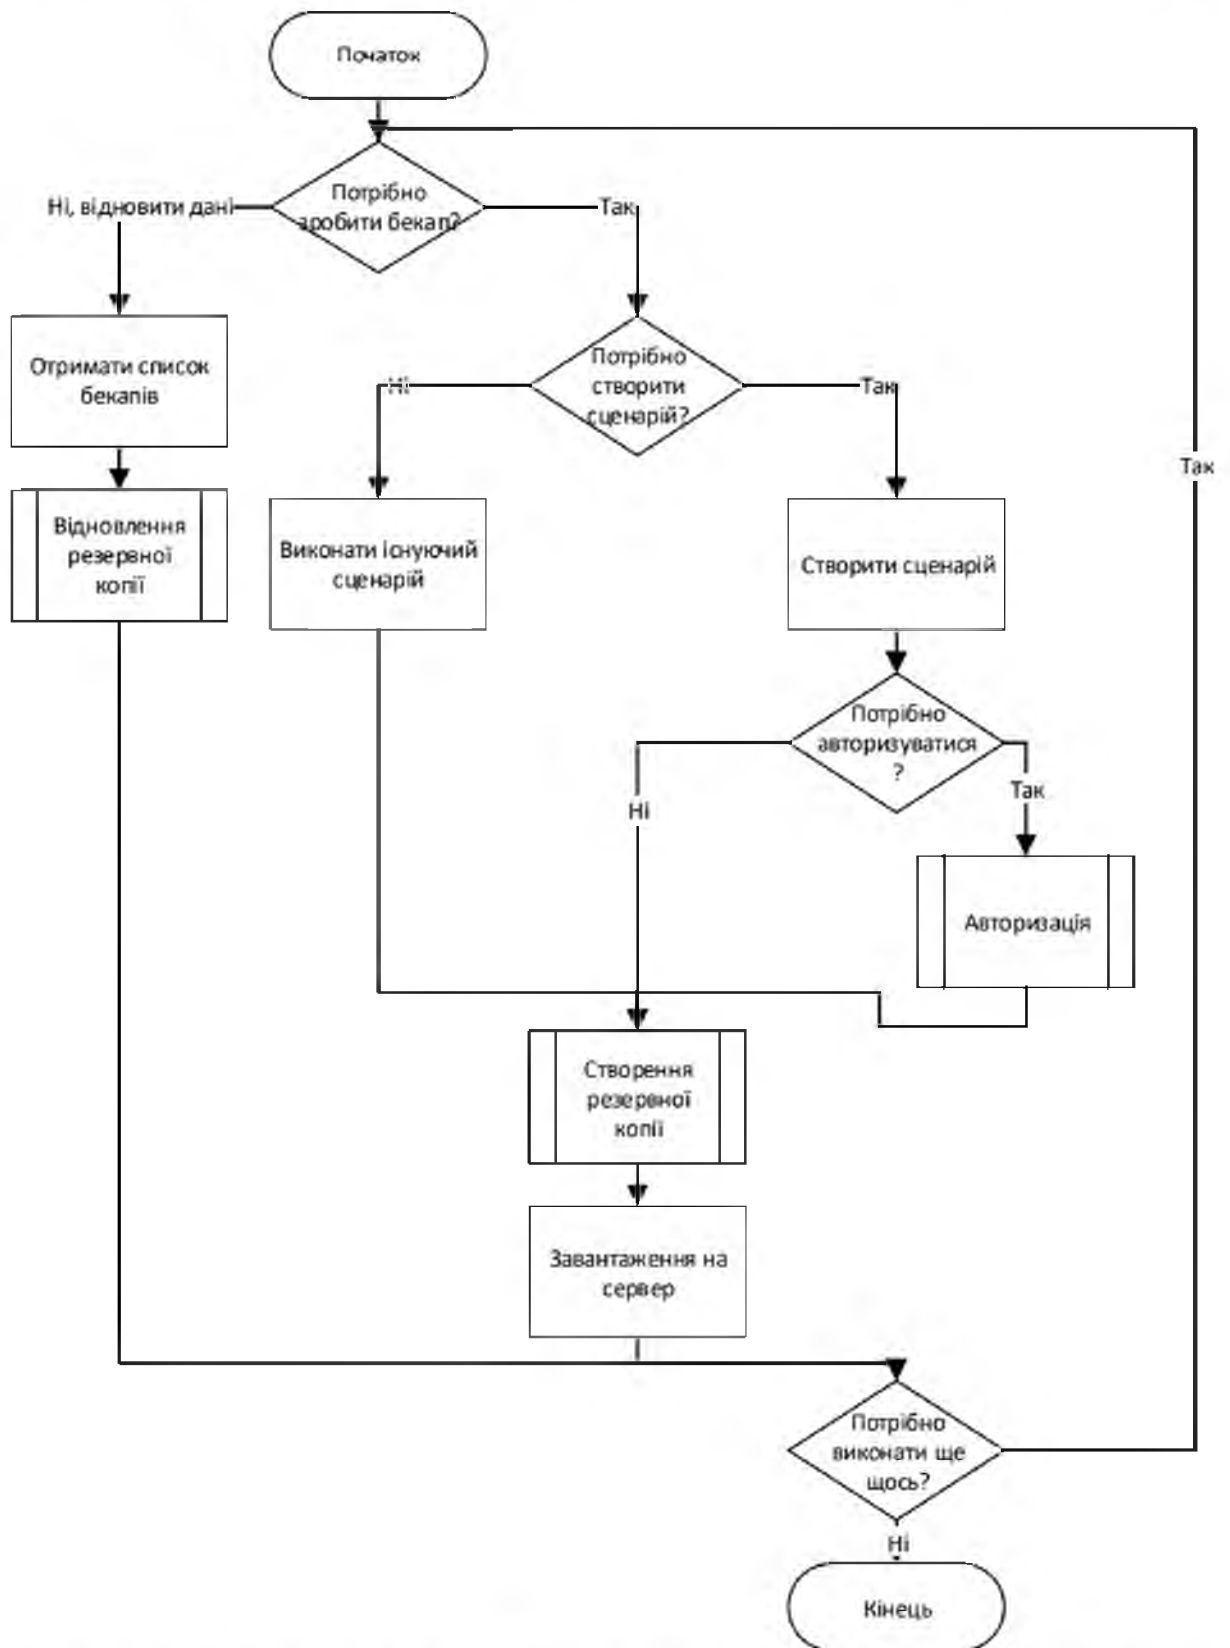 Початок
Потрібно
зробити бекап?
Ні, відновити дані
Так
Отримати список
бекапів
Потрібно
створити
сценарій?
Ні
Так
Так
Відновлення
резервної
копії
Виконати існуючий
сценарій
Створити сценарій
Потрібно
авторизуватися
?
Ні
Так
Авторизація
Створення
резервної
копії
Завантаження на
сервер
Потрібно
виконати ще
щось?
Ні
Кінець